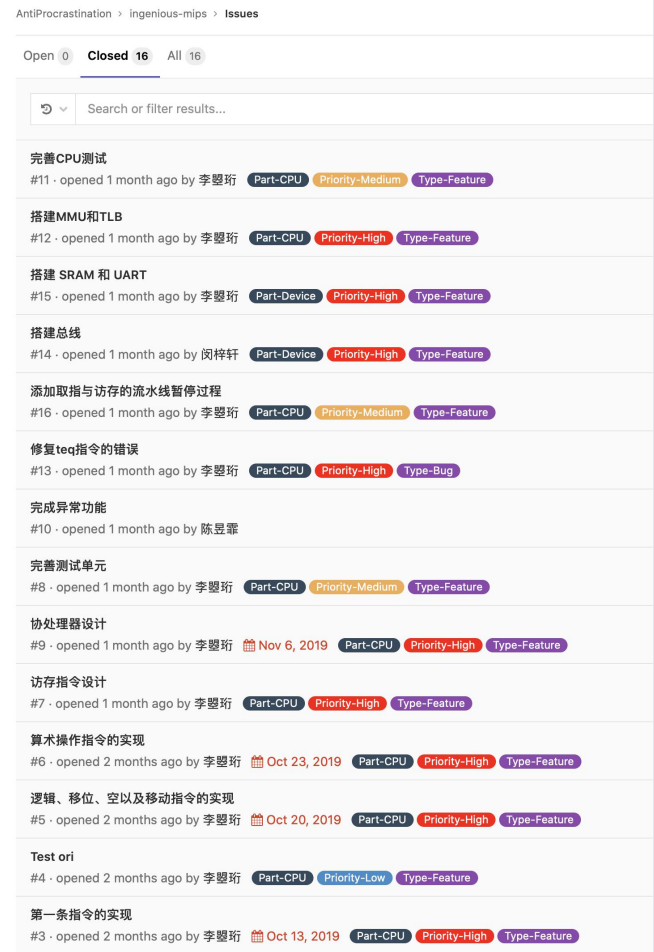 AntiProcrastination > ingenious-mips > Issues
Open 0 Closed 16 All 16
Search or filter results...
完善CPU测试
#11 · opened 1 month ago by 李曌珩 Part-CPU Priority-Medium Type-Feature
搭建MMU和TLB
#12 · opened 1 month ago by 李曌珩 Part-CPU Priority-High Type-Feature
搭建 SRAM 和 UART
#15 · opened 1 month ago by 李曌珩 Part-Device Priority-High Type-Feature
搭建总线
#14 · opened 1 month ago by 闵梓轩 Part-Device Priority-High Type-Feature
添加取指与访存的流水线暂停过程
#16 · opened 1 month ago by 李曌珩 Part-CPU Priority-Medium Type-Feature
修复teq指令的错误
#13 · opened 1 month ago by 李曌珩 Part-CPU Priority-High Type-Bug
完成异常功能
#10 · opened 1 month ago by 陈昱霏
完善测试单元
#8 · opened 1 month ago by 李曌珩 Part-CPU Priority-Medium Type-Feature
协处理器设计
#9 · opened 1 month ago by 李曌珩 Nov 6, 2019 Part-CPU Priority-High Type-Feature
访存指令设计
#7 · opened 1 month ago by 李曌珩 Part-CPU Priority-High Type-Feature
算术操作指令的实现
#6 · opened 2 months ago by 李曌珩 Oct 23, 2019 Part-CPU Priority-High Type-Feature
逻辑、移位、空以及移动指令的实现
#5 · opened 2 months ago by 李曌珩 Oct 20, 2019 Part-CPU Priority-High Type-Feature
Test ori
#4 · opened 2 months ago by 李曌珩 Part-CPU Priority-Low Type-Feature
第一条指令的实现
#3 · opened 2 months ago by 李曌珩 Oct 13, 2019 Part-CPU Priority-High Type-Feature